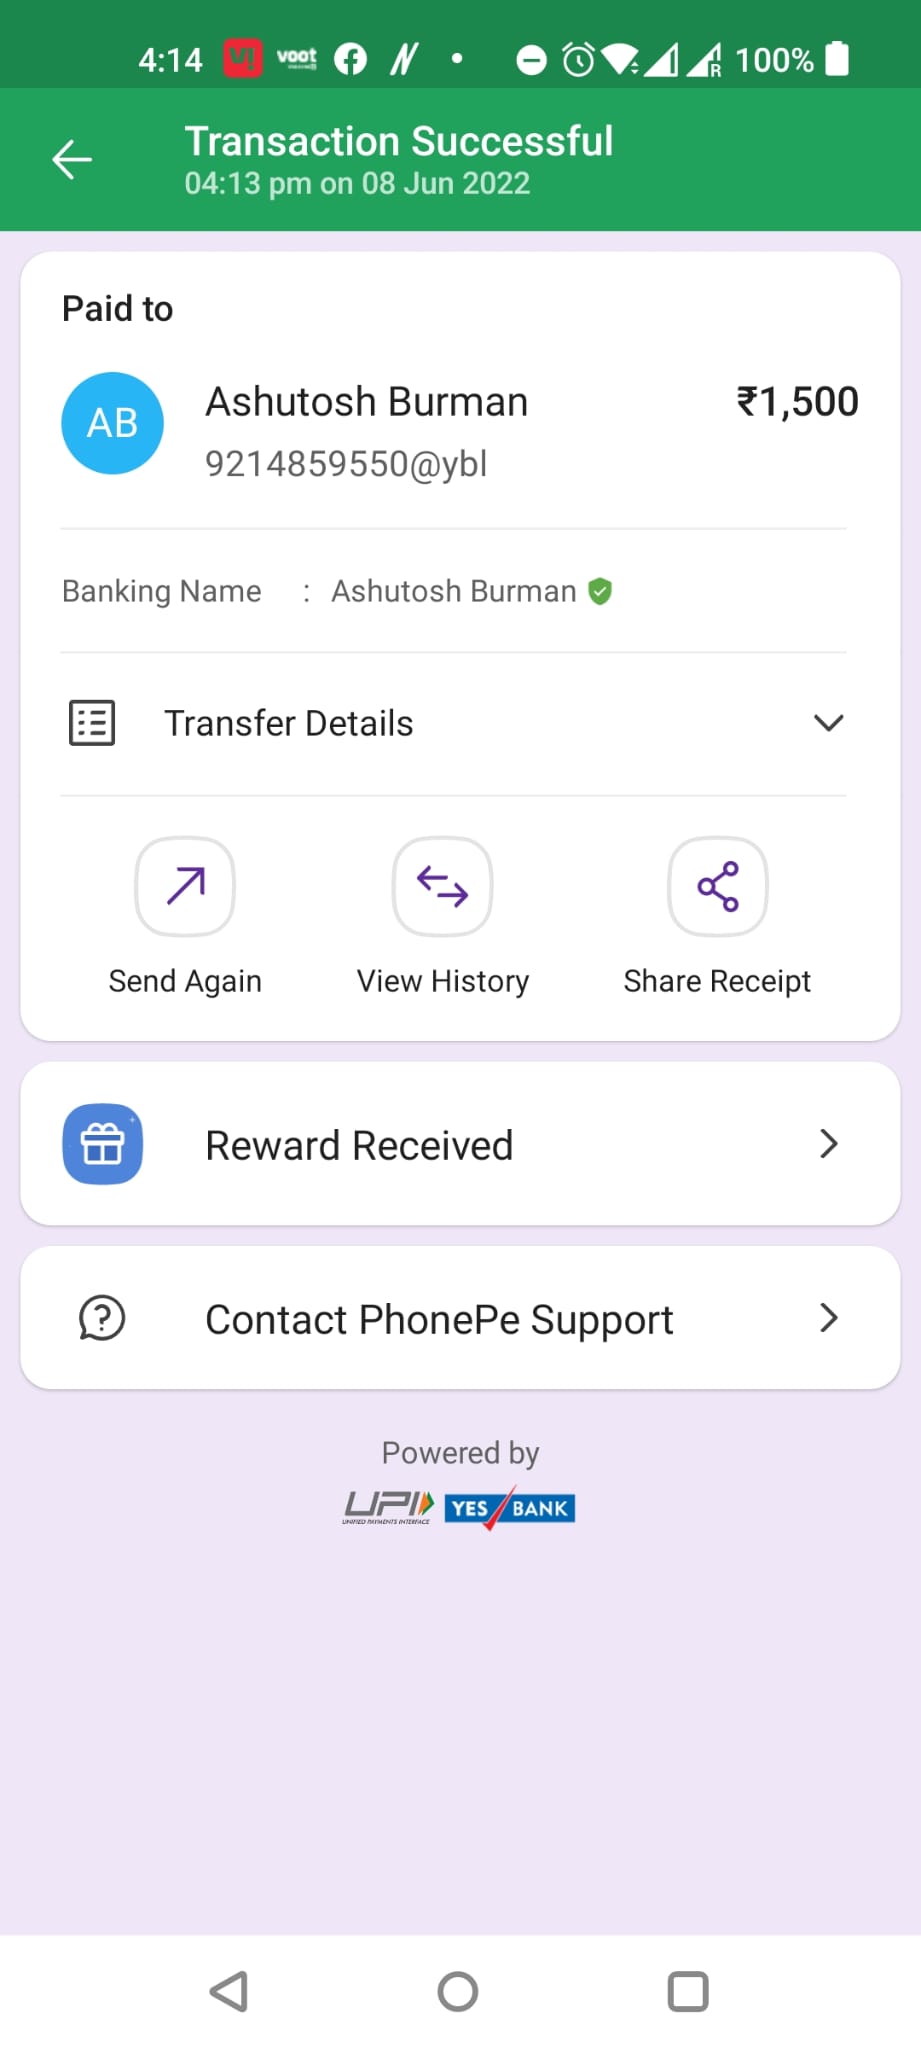 4:14 voot 100%
Transaction Successful
04:13 pm on 08 Jun 2022
Paid to
AB
Ashutosh Burman ₹1,500
9214859550@ybl
Banking Name : Ashutosh Burman
Transfer Details
Send Again View History Share Receipt
Reward Received
Contact PhonePe Support
Powered by
UPI YES BANK
UNIFIED PAYMENTS INTERFACE